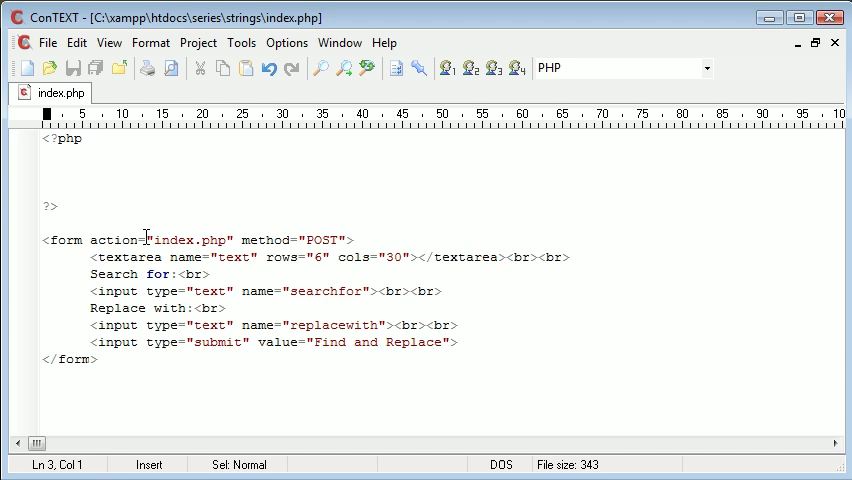 ConTEXT - [C:\xampp\htdocs\series\strings\index.php]
File Edit View Format Project Tools Options Window Help
1 2 3 4 PHP
index.php
5 10 15 20 25 30 35 40 45 50 55 60 65 70 75 80 85 90 95 10
<?php
?>
<form action="index.php" method="POST">
<textarea name="text" rows="6" cols="30"></textarea><br><br>
Search for:<br>
<input type="text" name="searchfor"><br><br>
Replace with:<br>
<input type="text" name="replacewith"><br><br>
<input type="submit" value="Find and Replace">
</form>
Ln 3, Col 1 Insert Sel: Normal DOS File size: 343